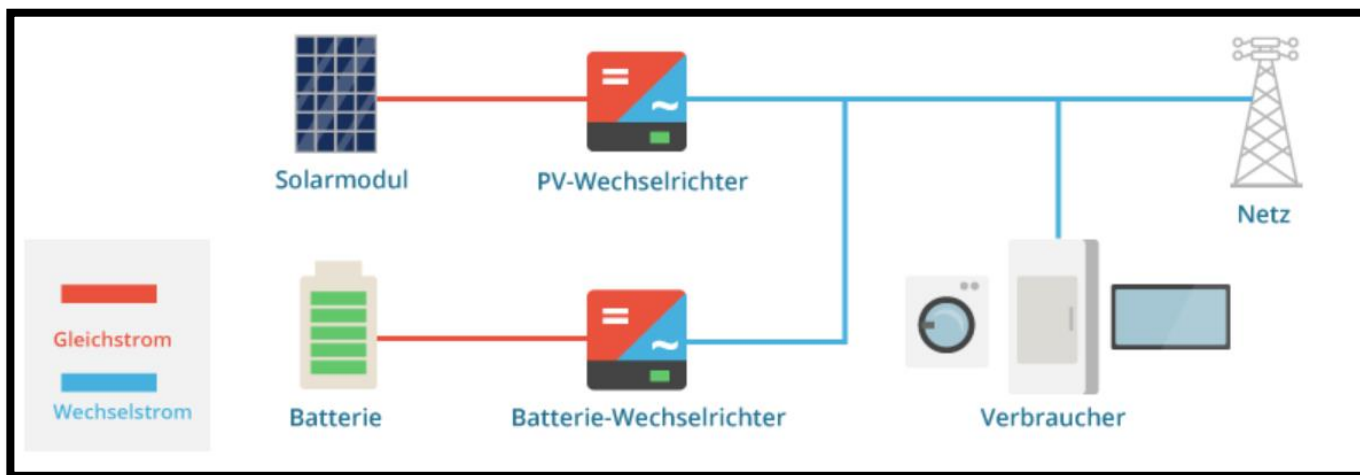 Solarmodul
PV-Wechselrichter
Netz
Gleichstrom
Wechselstrom
Batterie
Batterie-Wechselrichter
Verbraucher